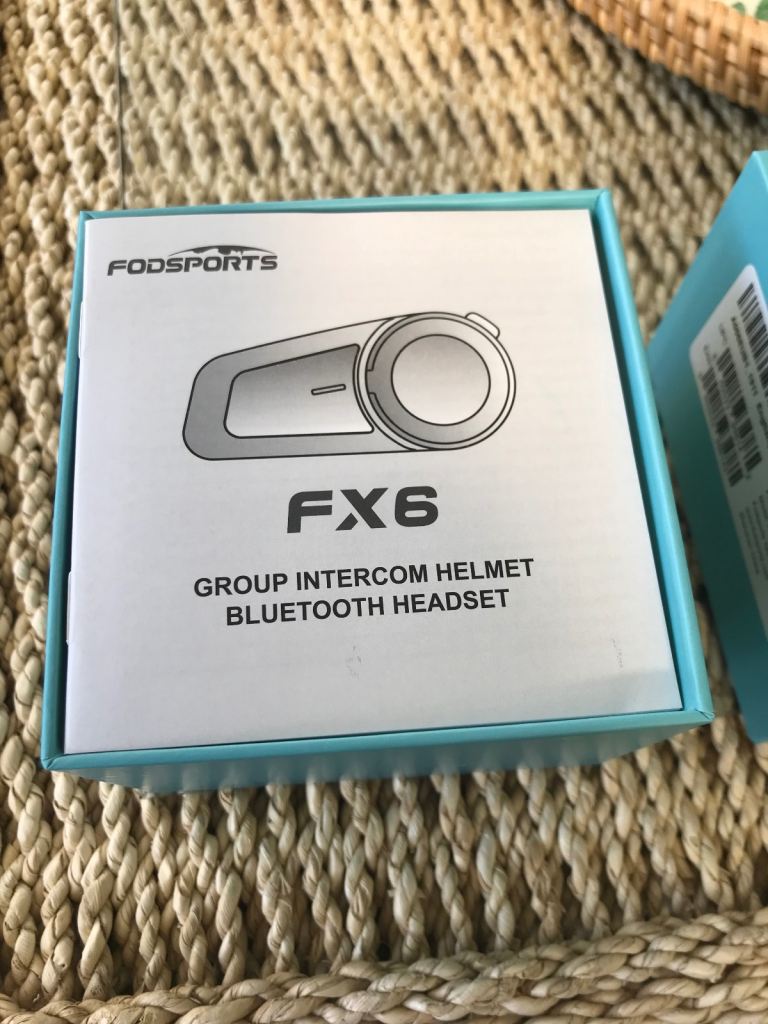 FODSPORTS
FX6
GROUP INTERCOM HELMET
BLUETOOTH HEADSET